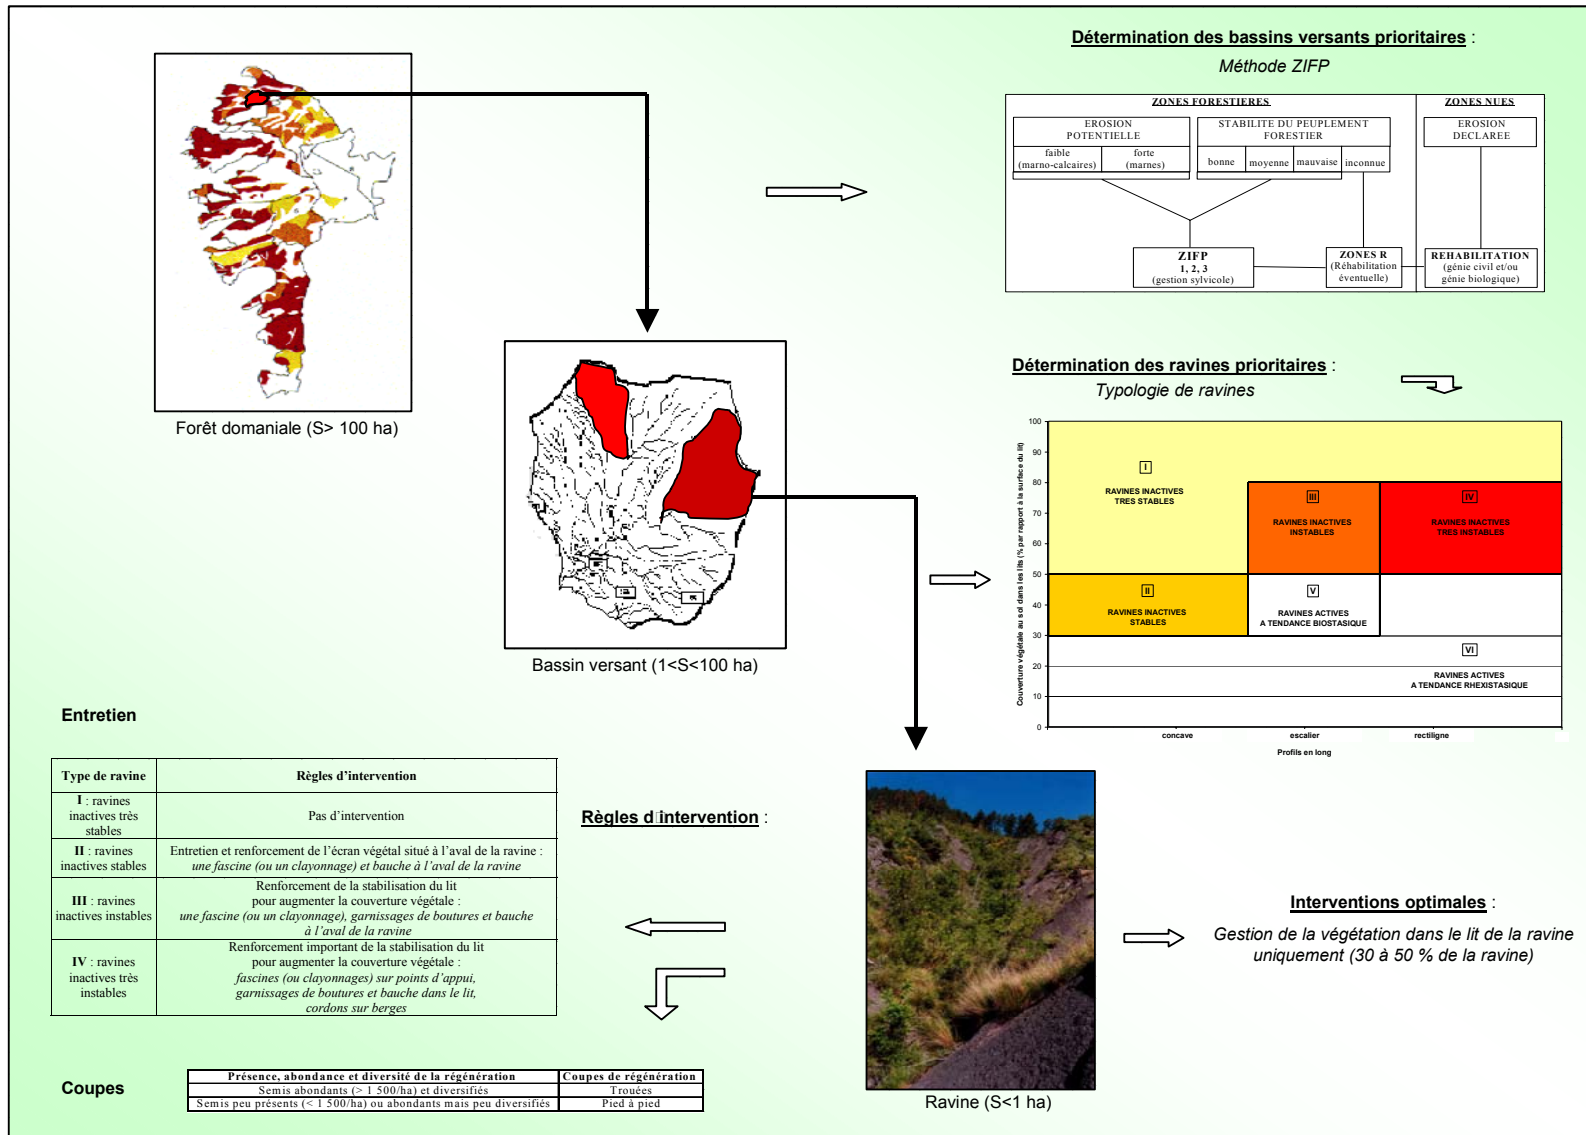 Détermination des bassins versants prioritaires :
Méthode ZIFP
ZONES FORESTIERES
ZONES NUES
EROSION
POTENTIELLE
STABILITE DU PEUPLEMENT
FORESTIER
EROSION
DECLAREE
faible
(marno-calcaires)
forte
(marnes)
bonne
moyenne
mauvaise
inconnue
ZIFP
1, 2, 3
(gestion sylvicole)
ZONES R
(Réhabilitation
éventuelle)
REHABILITATION
(génie civil et/ou
génie biologique)
Forêt domaniale (S> 100 ha)
Détermination des ravines prioritaires :
Typologie de ravines
Couverture végétale au sol dans les lits (% par rapport à la surface du lit)
100
90
80
70
60
50
40
30
20
10
0
I
RAVINES INACTIVES
TRES STABLES
III
RAVINES INACTIVES
INSTABLES
IV
RAVINES INACTIVES
TRES INSTABLES
II
RAVINES INACTIVES
STABLES
V
RAVINES ACTIVES
A TENDANCE BIOSTASIQUE
VI
RAVINES ACTIVES
A TENDANCE RHEXISTASIQUE
concave
escalier
rectiligne
Profils en long
Bassin versant (1<S<100 ha)
Entretien
Type de ravine
Règles d'intervention
I : ravines
inactives très
stables
Pas d'intervention
II : ravines
inactives stables
Entretien et renforcement de l'écran végétal situé à l'aval de la ravine :
une fascine (ou un clayonnage) et bauche à l'aval de la ravine
III : ravines
inactives instables
Renforcement de la stabilisation du lit
pour augmenter la couverture végétale :
une fascine (ou un clayonnage), garnissages de boutures et bauche
à l'aval de la ravine
IV : ravines
inactives très
instables
Renforcement important de la stabilisation du lit
pour augmenter la couverture végétale :
fascines (ou clayonnages) sur points d'appui,
garnissages de boutures et bauche dans le lit,
cordons sur berges
Règles d▯intervention :
Interventions optimales :
Gestion de la végétation dans le lit de la ravine
uniquement (30 à 50 % de la ravine)
Ravine (S<1 ha)
Coupes
Présence, abondance et diversité de la régénération
Coupes de régénération
Semis abondants (> 1 500/ha) et diversifiés
Trouées
Semis peu présents (< 1 500/ha) ou abondants mais peu diversifiés
Pied à pied